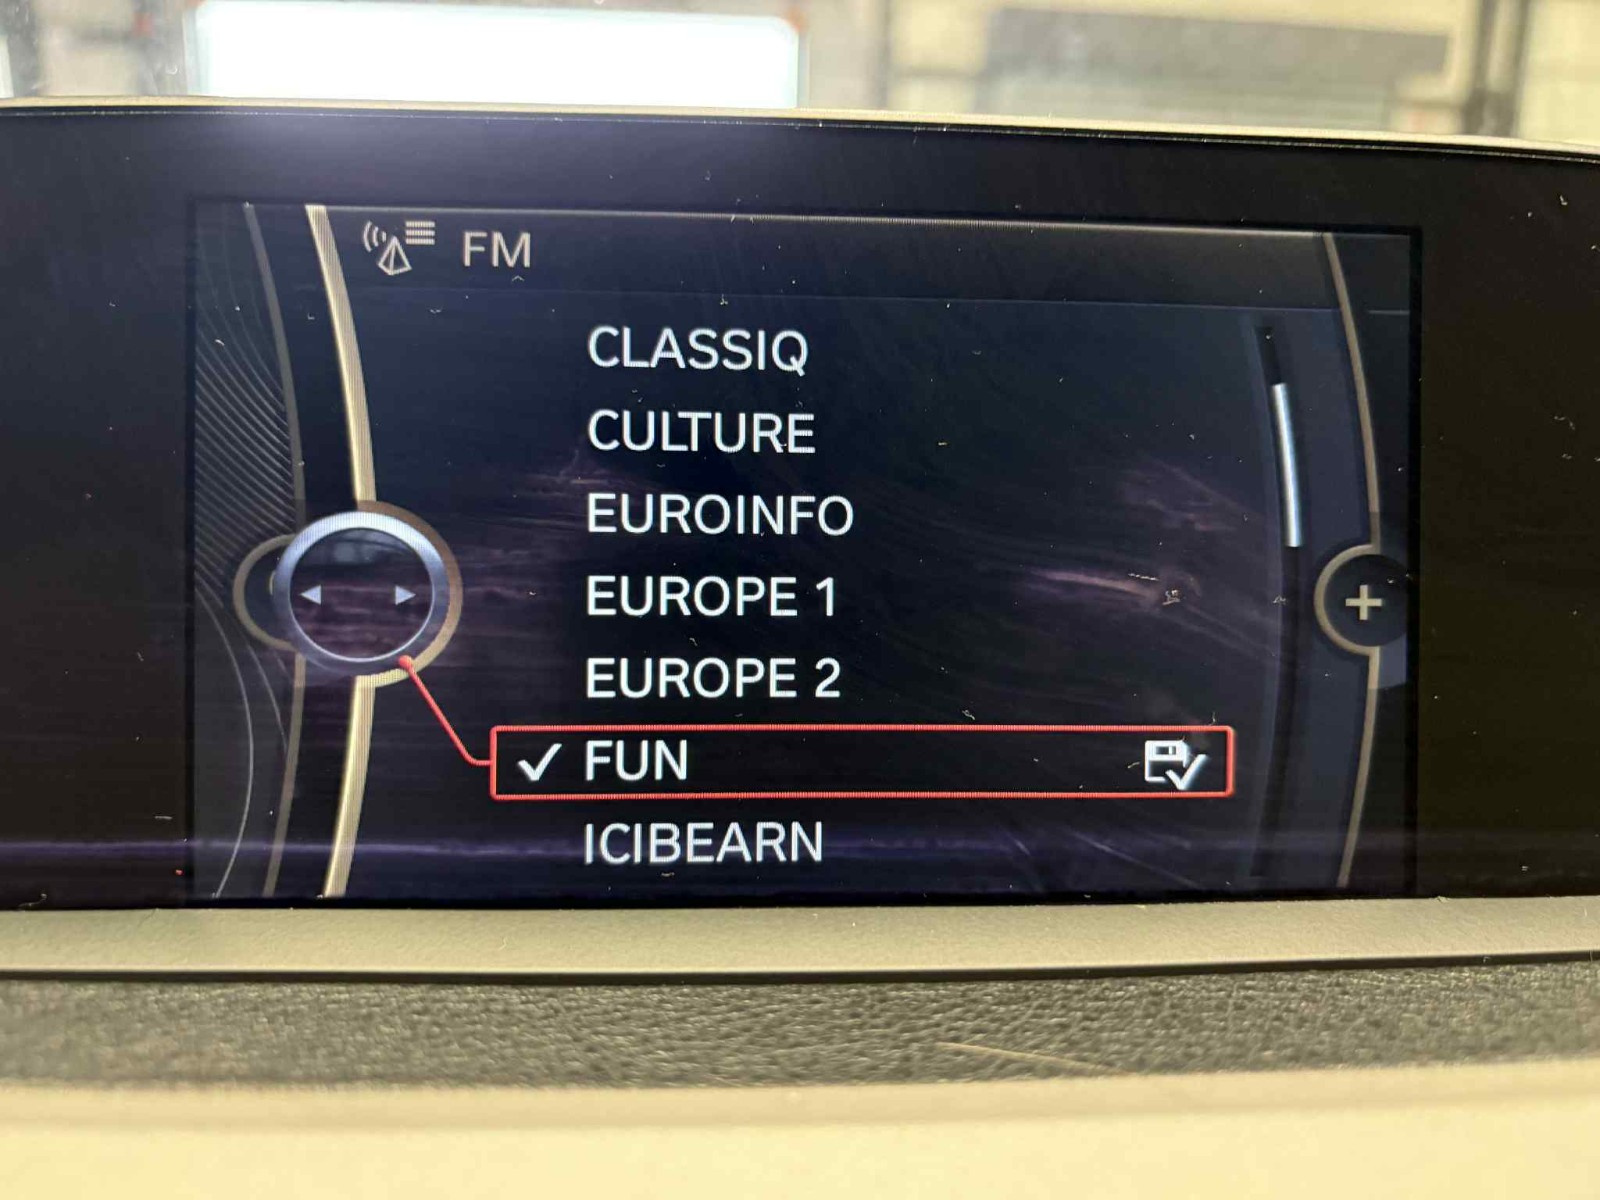 FM
CLASSIQ
CULTURE
EUROINFO
EUROPE 1
EUROPE 2
FUN
ICIBEARN